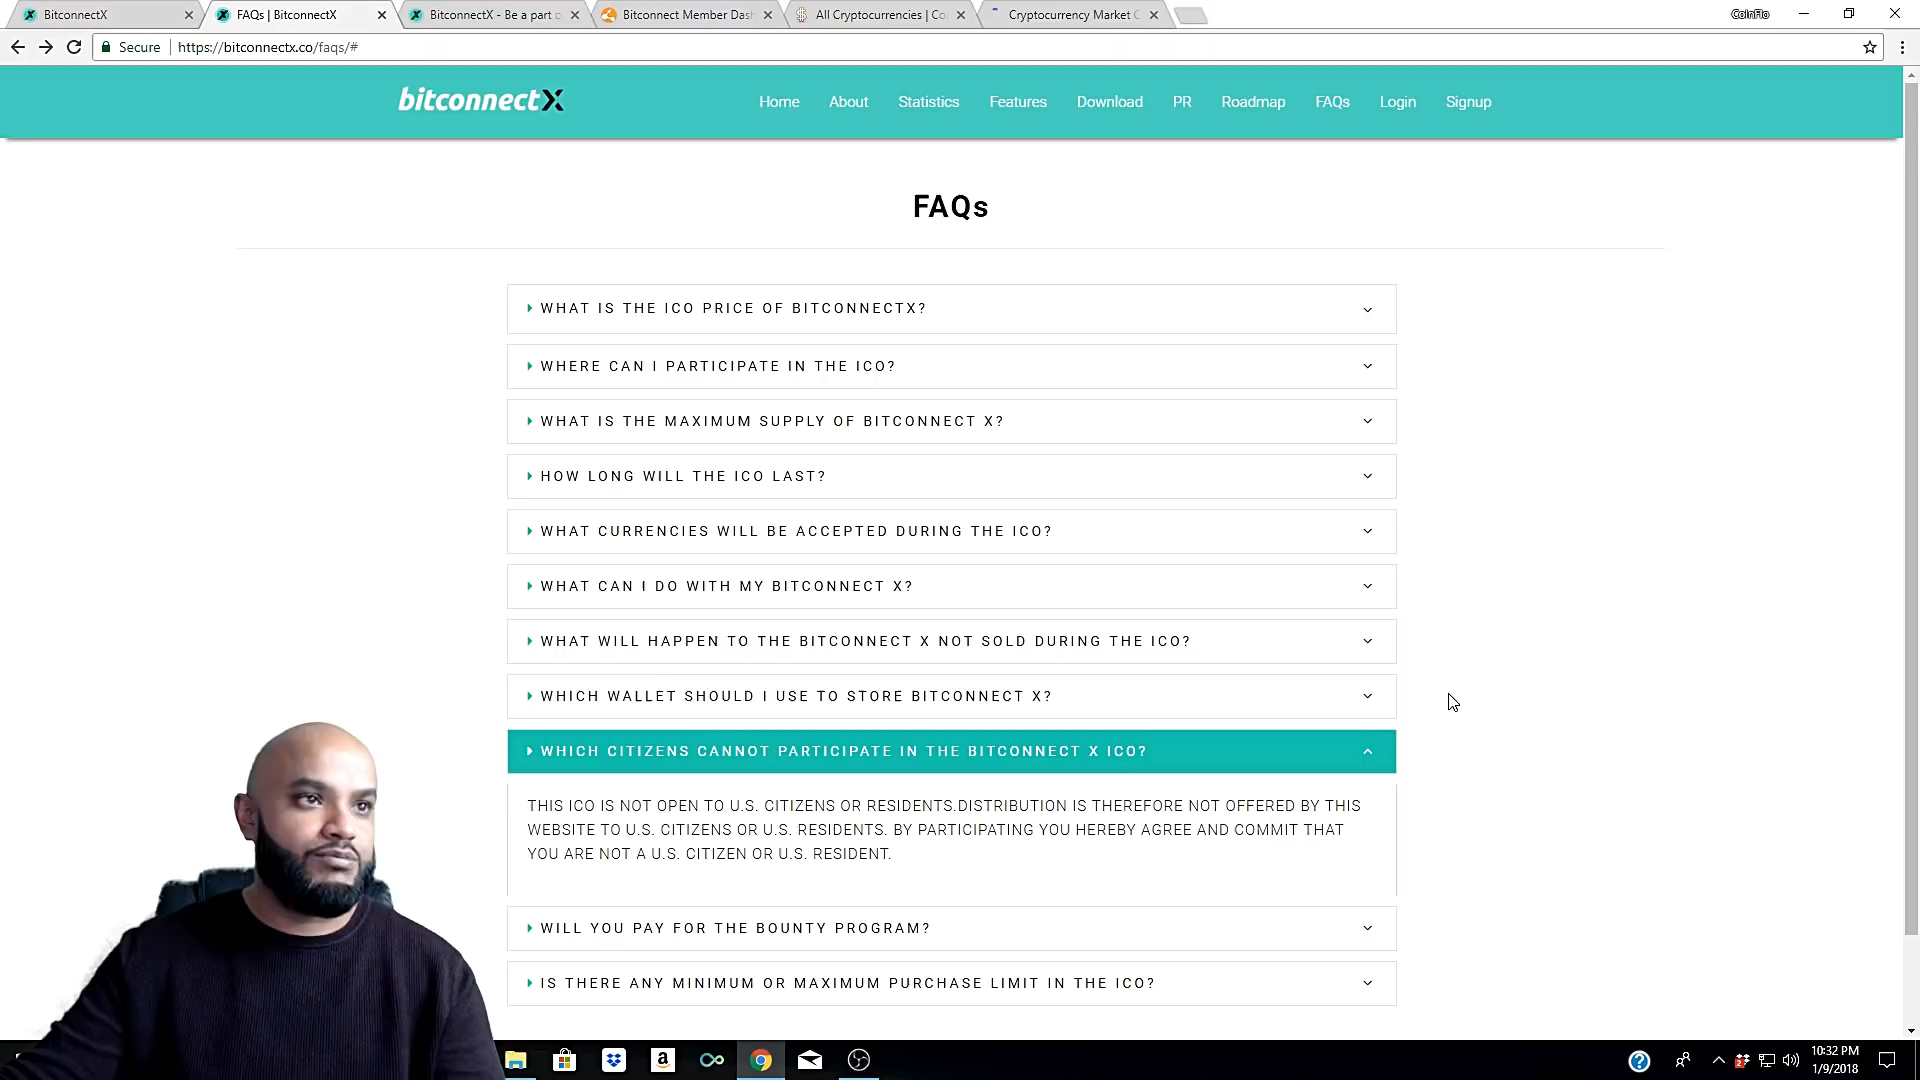 BitconnectX
FAQs | BitconnectX
BitconnectX - Be a part o
Bitconnect Member Das
All Cryptocurrencies | Co
Cryptocurrency Market C
CoinFlo
Secure
https://bitconnectx.co/faqs/#
bitconnectX
Home
About
Statistics
Features
Download
PR
Roadmap
FAQs
Login
Signup
FAQs
WHAT IS THE ICO PRICE OF BITCONNECTX?
WHERE CAN I PARTICIPATE IN THE ICO?
WHAT IS THE MAXIMUM SUPPLY OF BITCONNECT X?
HOW LONG WILL THE ICO LAST?
WHAT CURRENCIES WILL BE ACCEPTED DURING THE ICO?
WHAT CAN I DO WITH MY BITCONNECT X?
WHAT WILL HAPPEN TO THE BITCONNECT X NOT SOLD DURING THE ICO?
WHICH WALLET SHOULD I USE TO STORE BITCONNECT X?
WHICH CITIZENS CANNOT PARTICIPATE IN THE BITCONNECT X ICO?
THIS ICO IS NOT OPEN TO U.S. CITIZENS OR RESIDENTS.DISTRIBUTION IS THEREFORE NOT OFFERED BY THIS
WEBSITE TO U.S. CITIZENS OR U.S. RESIDENTS. BY PARTICIPATING YOU HEREBY AGREE AND COMMIT THAT
YOU ARE NOT A U.S. CITIZEN OR U.S. RESIDENT.
WILL YOU PAY FOR THE BOUNTY PROGRAM?
IS THERE ANY MINIMUM OR MAXIMUM PURCHASE LIMIT IN THE ICO?
10:32 PM
1/9/2018